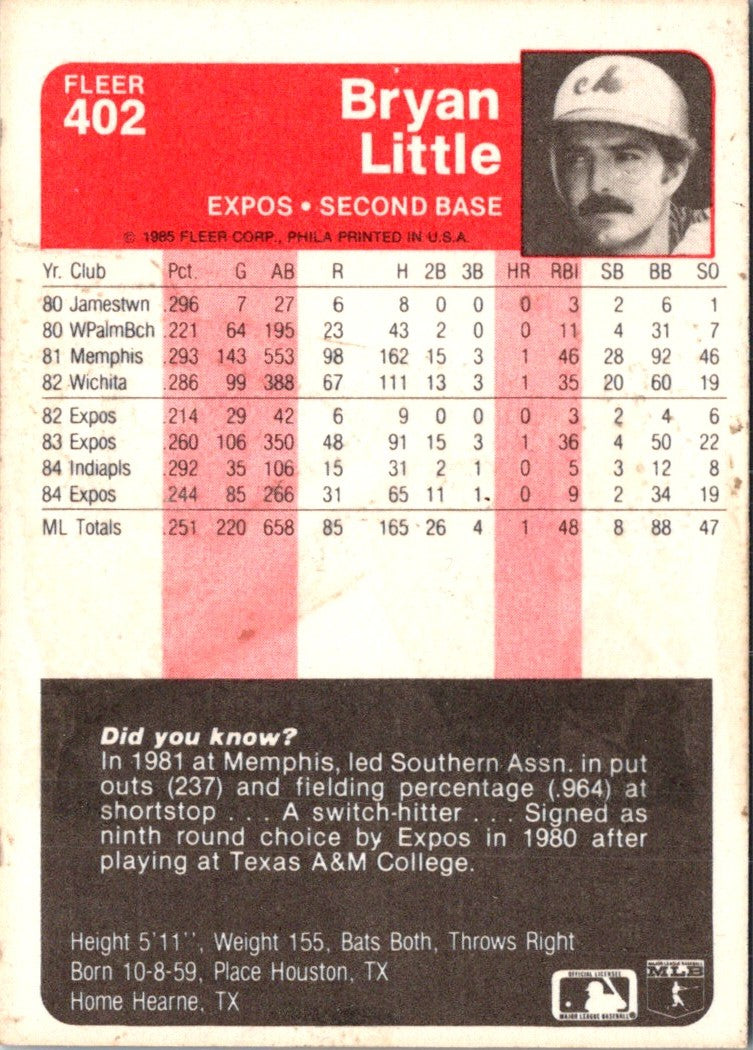 FLEER
402
Bryan
Little
EXPOS • SECOND BASE
© 1985 FLEER CORP., PHILA PRINTED IN U.S.A.
Yr. Club Pct. G AB R H 2B 3B HR RBI SB BB SO
80 Jamestwn .296 7 27 6 8 0 0 0 3 2 6 1
80 WPalmBch .221 64 195 23 43 2 0 0 11 4 31 7
81 Memphis .293 143 553 98 162 15 3 1 46 28 92 46
82 Wichita .286 99 388 67 111 13 3 1 35 20 60 19
82 Expos .214 29 42 6 9 0 0 0 3 2 4 6
83 Expos .260 106 350 48 91 15 3 1 36 4 50 22
84 Indiapls .292 35 106 15 31 2 1 0 5 3 12 8
84 Expos .244 85 266 31 65 11 1 0 9 2 34 19
ML Totals .251 220 658 85 165 26 4 1 48 8 88 47
Did you know?
In 1981 at Memphis, led Southern Assn. in put
outs (237) and fielding percentage (.964) at
shortstop . . . A switch-hitter . . . Signed as
ninth round choice by Expos in 1980 after
playing at Texas A&M College.
Height 5'11'', Weight 155, Bats Both, Throws Right
Born 10-8-59, Place Houston, TX
Home Hearne, TX
OFFICIAL LICENSEE
MAJOR LEAGUE BASEBALL®
MAJOR LEAGUE BASEBALL
MLB